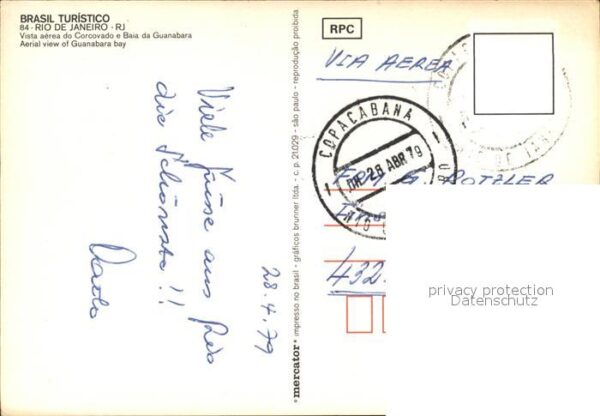 BRASIL TURÍSTICO
84 - RIO DE JANEIRO - RJ
Vista aérea do Corcovado e Baia da Guanabara
Aerial view of Guanabara bay
Viele Grüsse aus Rio
die Schönste!!
28.4.79
"mercator" impresso no brasil - gráficos brunner ltda. - c. p. 21.029 - são paulo - reprodução proibida
RPC
VIA AEREA
COPACABANA
28 ABR 79
ROTZLER
432
privacy protection
Datenschutz